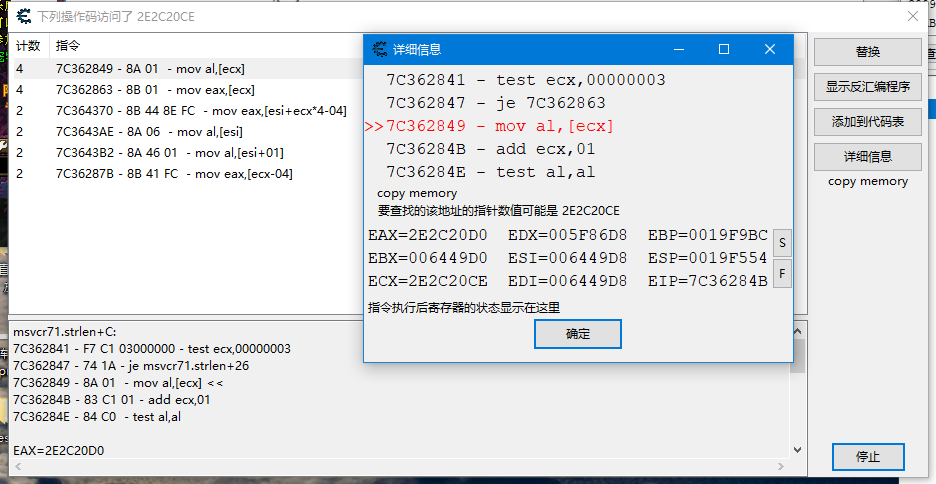 下列操作码访问了 2E2C20CE
计数 指令
4 7C362849 - 8A 01 - mov al,[ecx]
4 7C362863 - 8B 01 - mov eax,[ecx]
2 7C364370 - 8B 44 8E FC - mov eax,[esi+ecx*4-04]
2 7C3643AE - 8A 06 - mov al,[esi]
2 7C3643B2 - 8A 46 01 - mov al,[esi+01]
2 7C36287B - 8B 41 FC - mov eax,[ecx-04]
详细信息
7C362841 - test ecx,00000003
7C362847 - je 7C362863
>>7C362849 - mov al,[ecx]
7C36284B - add ecx,01
7C36284E - test al,al
copy memory
要查找的该地址的指针数值可能是 2E2C20CE
EAX=2E2C20D0 EDX=005F86D8 EBP=0019F9BC
EBX=006449D0 ESI=006449D8 ESP=0019F554
ECX=2E2C20CE EDI=006449D8 EIP=7C36284B
S
F
指令执行后寄存器的状态显示在这里
确定
替换
显示反汇编程序
添加到代码表
详细信息
copy memory
msvcr71.strlen+C:
7C362841 - F7 C1 03000000 - test ecx,00000003
7C362847 - 74 1A - je msvcr71.strlen+26
7C362849 - 8A 01 - mov al,[ecx] <<
7C36284B - 83 C1 01 - add ecx,01
7C36284E - 84 C0 - test al,al
EAX=2E2C20D0
停止